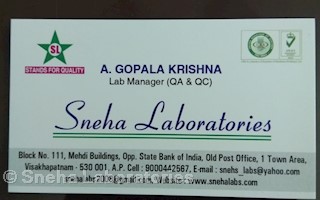 SL
STANDS FOR QUALITY
A. GOPALA KRISHNA
Lab Manager (QA & QC)
Sneha Laboratories
Block No. 111, Mehdi Buildings, Opp. State Bank of India, Old Post Office, 1 Town Area,
Visakhapatnam - 530 001. A.P. Cell : 9000442667, E-mail : snehs_labs@yahoo.com
www.snehalabs.com